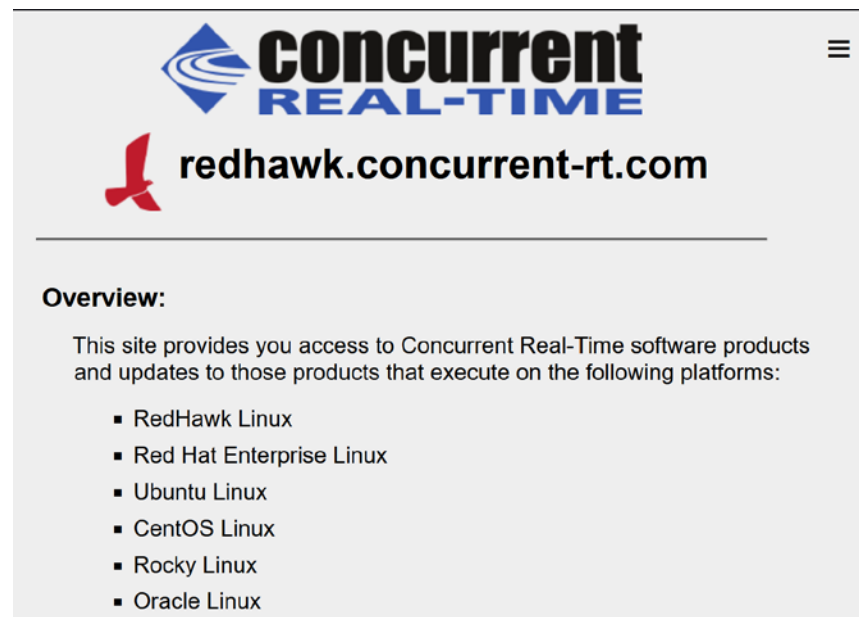 concurrent
REAL-TIME
redhawk.concurrent-rt.com
Overview:
This site provides you access to Concurrent Real-Time software products
and updates to those products that execute on the following platforms:
▪ RedHawk Linux
▪ Red Hat Enterprise Linux
▪ Ubuntu Linux
▪ CentOS Linux
▪ Rocky Linux
▪ Oracle Linux